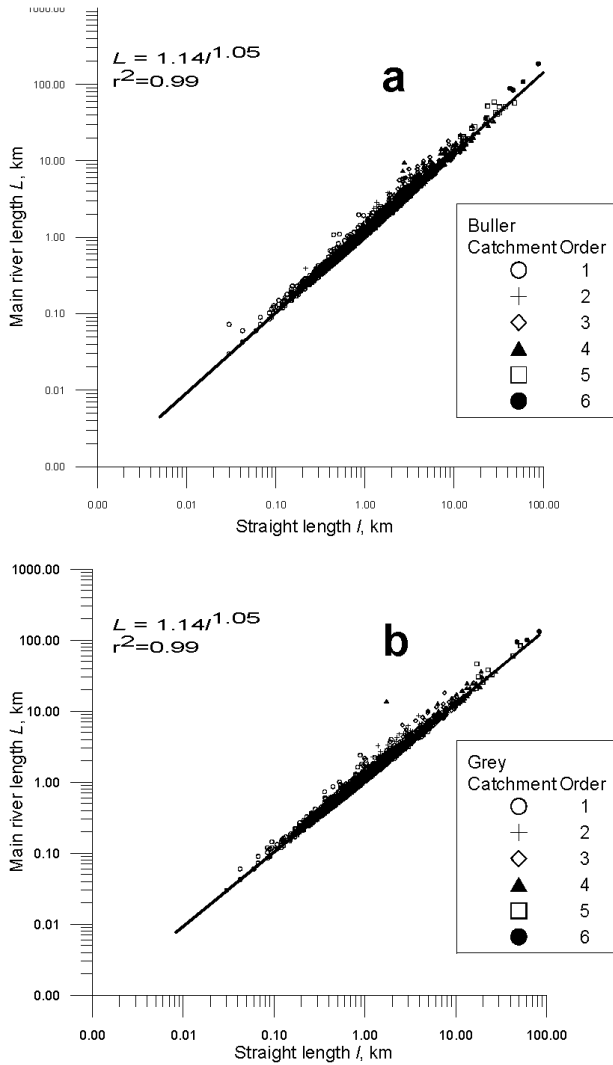 1000.00
L = 1.14l^1.05
r²=0.99
a
100.00
10.00
1.00
0.10
0.01
0.00
Main river length L, km
Buller
Catchment Order
1
2
3
4
5
6
0.00 0.01 0.10 1.00 10.00 100.00
Straight length l, km
1000.00
L = 1.14l^1.05
r²=0.99
b
100.00
10.00
1.00
0.10
0.01
0.00
Main river length L, km
Grey
Catchment Order
1
2
3
4
5
6
0.00 0.01 0.10 1.00 10.00 100.00
Straight length l, km